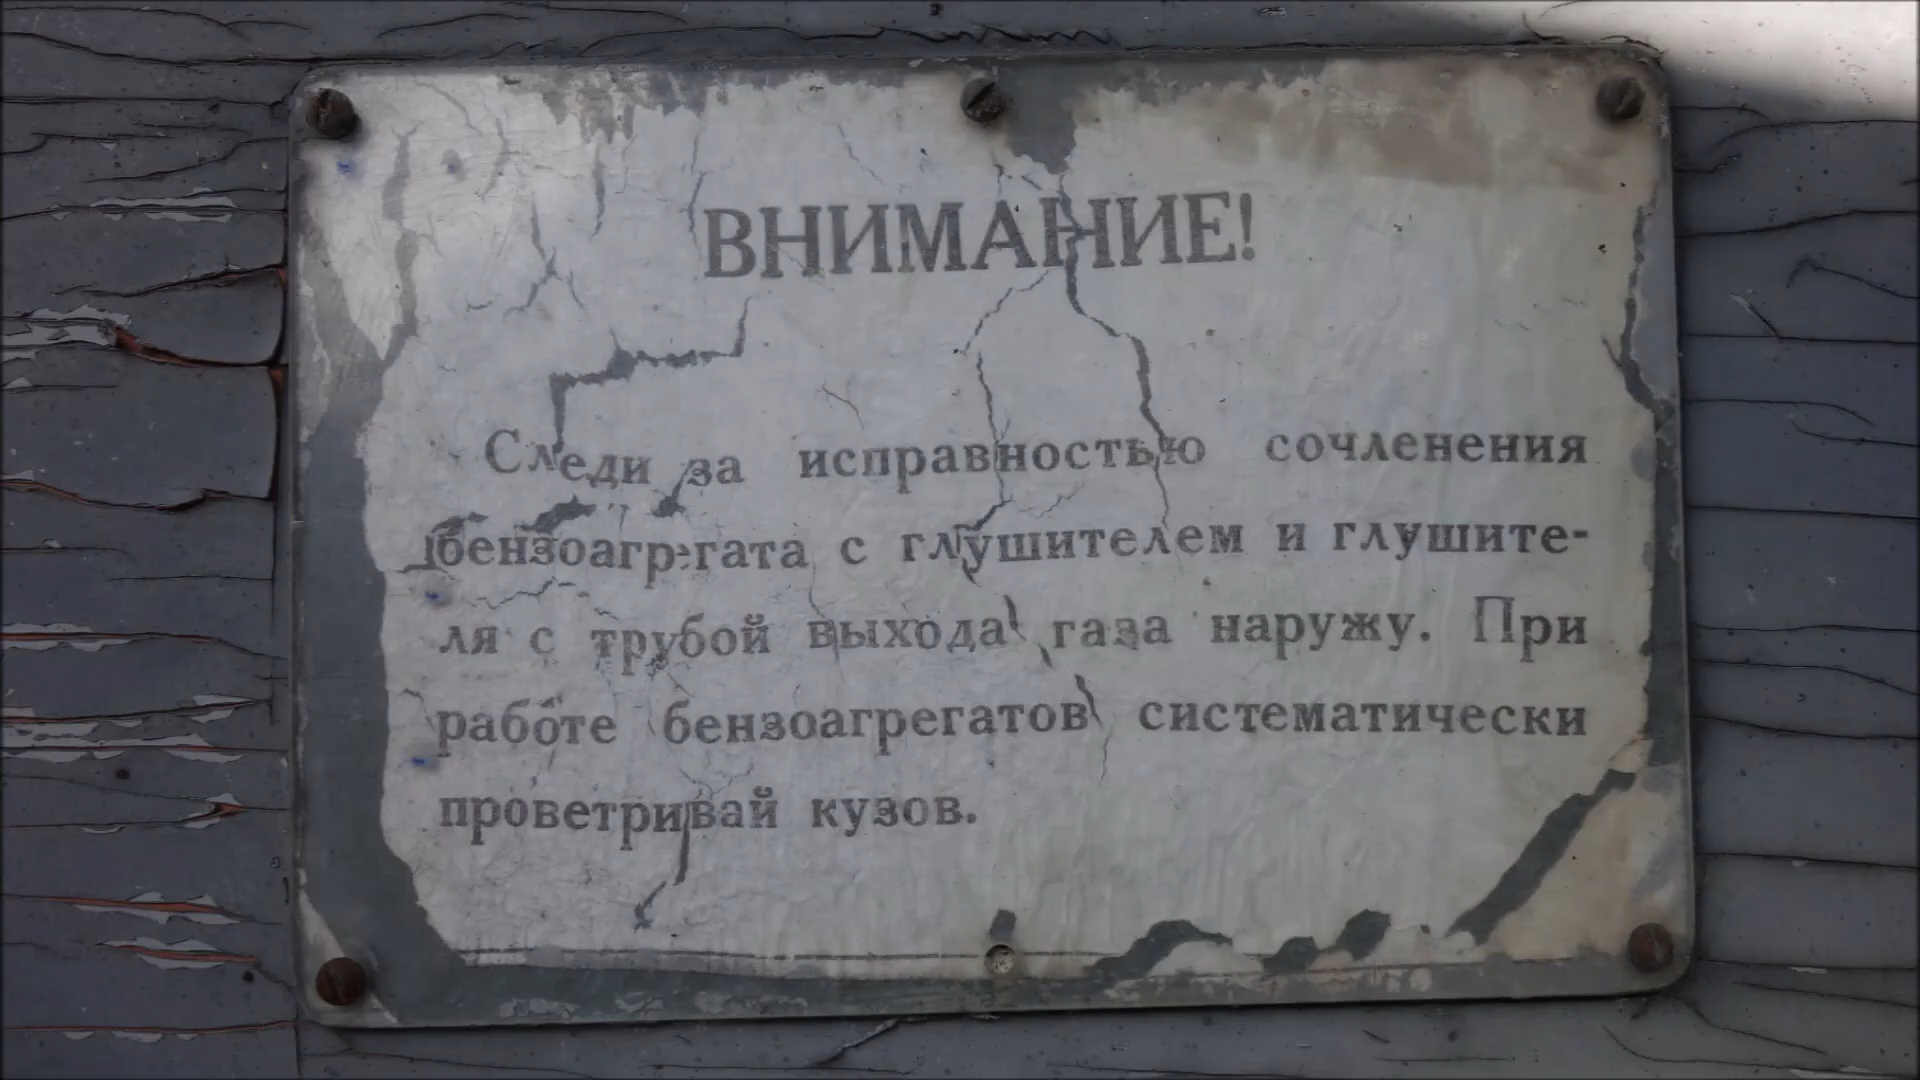 ВНИМАНИЕ!
Следи за исправностью сочленения
бензоагрегата с глушителем и глушите-
ля с трубой выхода газа наружу. При
работе бензоагрегатов систематически
проветривай кузов.